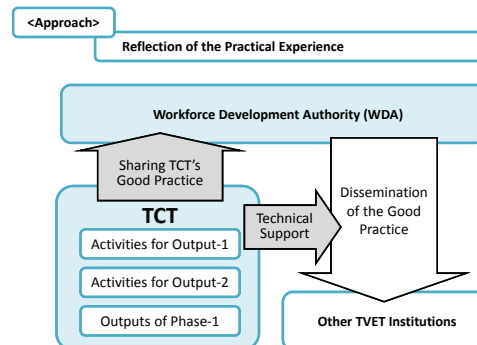 <Approach>
Reflection of the Practical Experience
Workforce Development Authority (WDA)
Sharing TCT's
Good Practice
TCT
Activities for Output-1
Activities for Output-2
Outputs of Phase-1
Technical
Support
Dissemination
of the Good
Practice
Other TVET Institutions